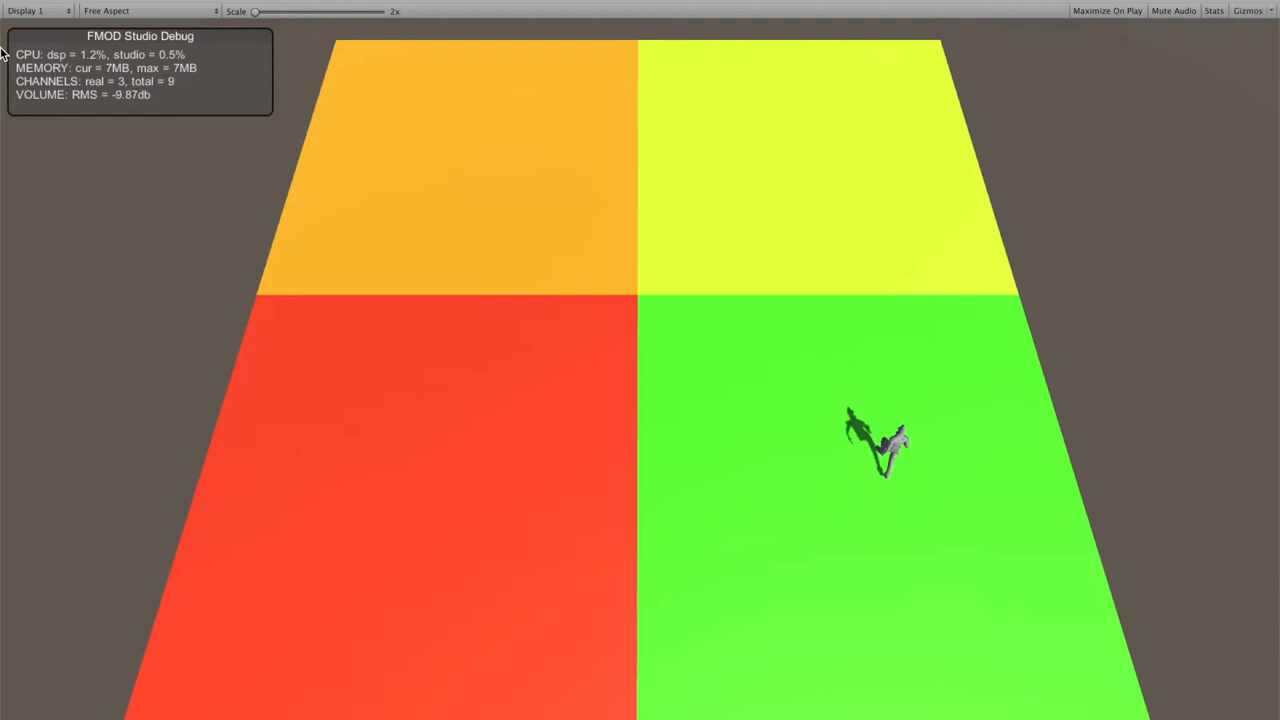 Display 1 Free Aspect Scale 2x Maximize On Play Mute Audio Stats Gizmos
FMOD Studio Debug
CPU: dsp = 1.2%, studio = 0.5%
MEMORY: cur = 7MB, max = 7MB
CHANNELS: real = 3, total = 9
VOLUME: RMS = -9.87db